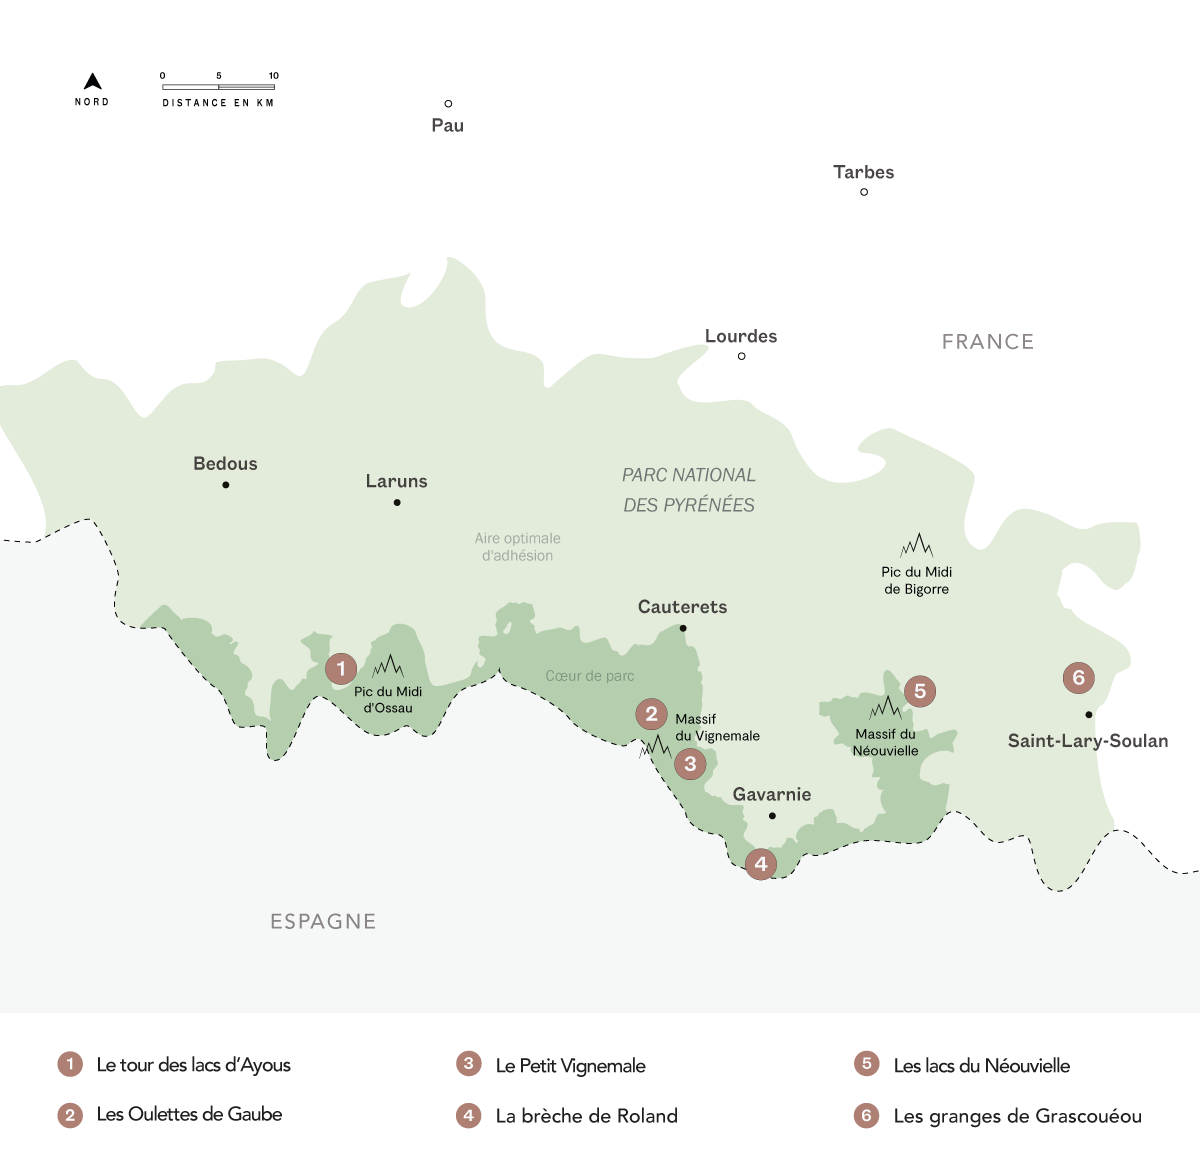 NORD
0 5 10
DISTANCE EN KM
Pau
Tarbes
Lourdes
FRANCE
Bedous
Laruns
PARC NATIONAL
DES PYRÉNÉES
Aire optimale
d'adhésion
Pic du Midi
de Bigorre
Cauterets
1
Pic du Midi
d'Ossau
Cœur de parc
5
6
2
Massif
du Vignemale
Massif du
Néouvielle
Saint-Lary-Soulan
3
Gavarnie
4
ESPAGNE
1 Le tour des lacs d’Ayous
2 Les Oulettes de Gaube
3 Le Petit Vignemale
4 La brèche de Roland
5 Les lacs du Néouvielle
6 Les granges de Grascouéou